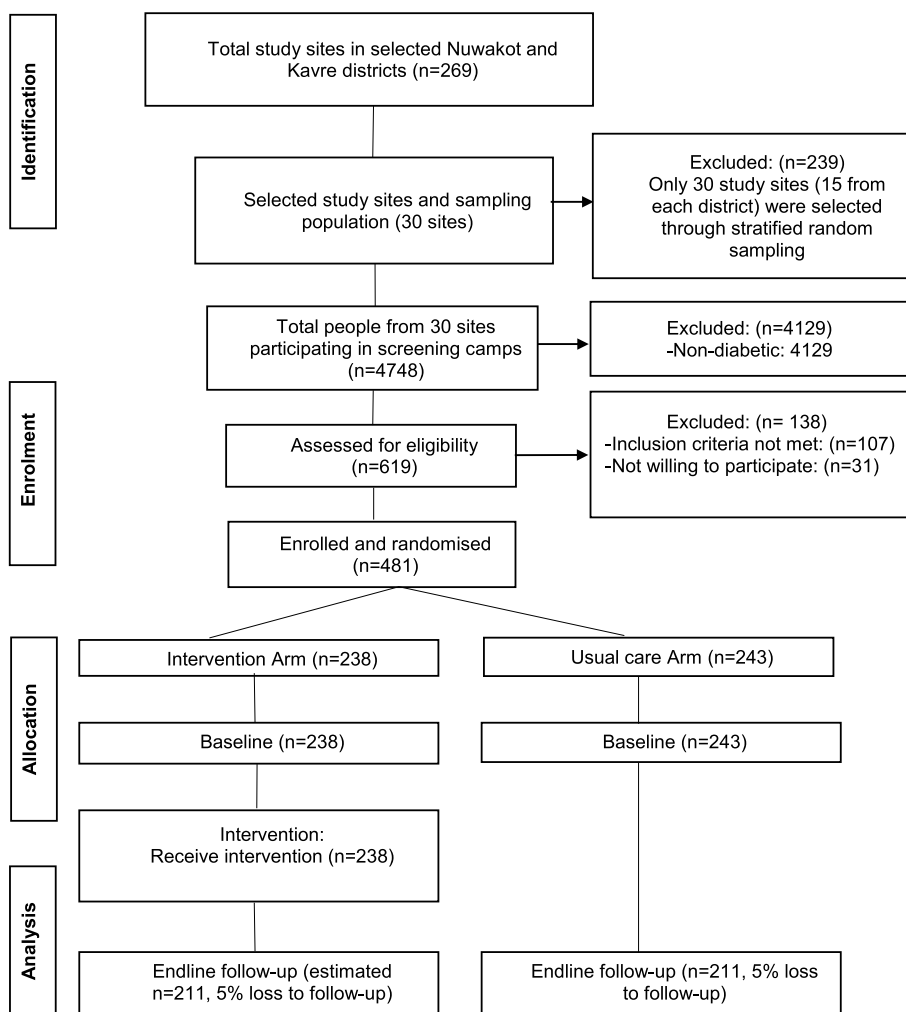 Identification
Total study sites in selected Nuwakot and
Kavre districts (n=269)
Selected study sites and sampling
population (30 sites)
Excluded: (n=239)
Only 30 study sites (15 from
each district) were selected
through stratified random
sampling
Total people from 30 sites
participating in screening camps
(n=4748)
Excluded: (n=4129)
-Non-diabetic: 4129
Enrolment
Assessed for eligibility
(n=619)
Excluded: (n= 138)
-Inclusion criteria not met: (n=107)
-Not willing to participate: (n=31)
Enrolled and randomised
(n=481)
Allocation
Intervention Arm (n=238)
Usual care Arm (n=243)
Baseline (n=238)
Baseline (n=243)
Intervention:
Receive intervention (n=238)
Analysis
Endline follow-up (estimated
n=211, 5% loss to follow-up)
Endline follow-up (n=211, 5% loss
to follow-up)